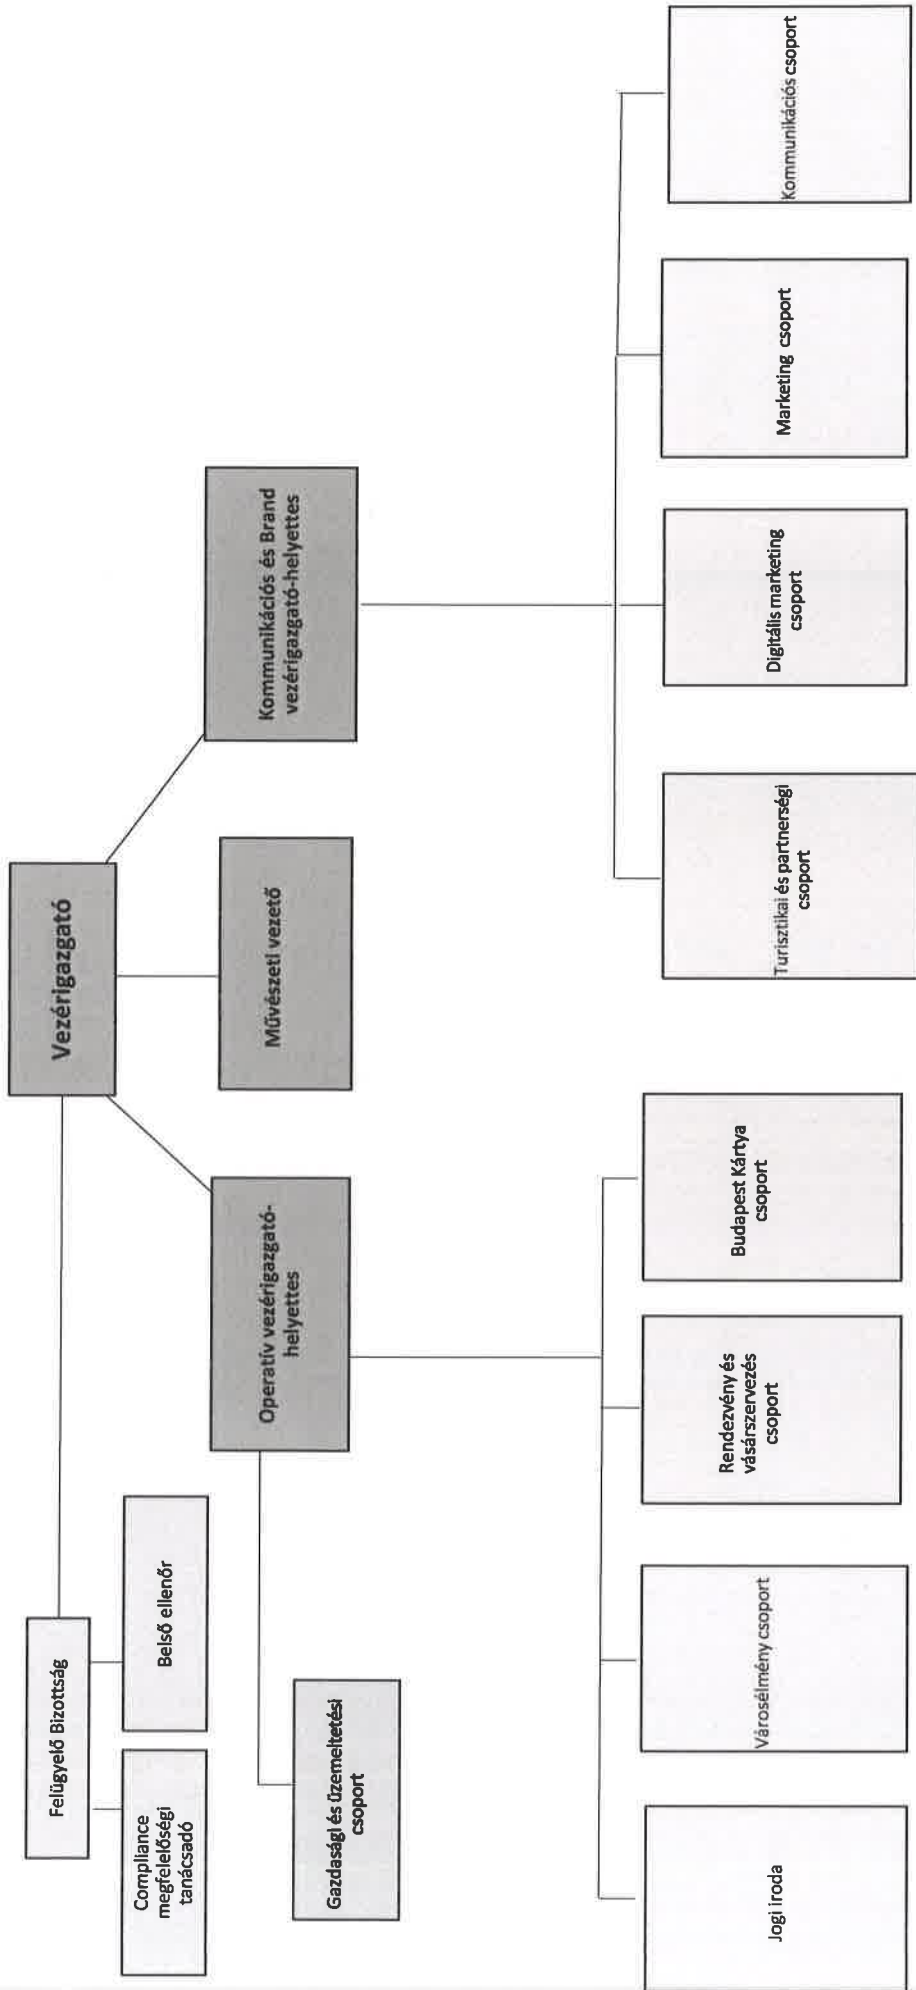 Vezérigazgató
Felügyelő Bizottság
Compliance
megfelelőségi
tanácsadó
Belső ellenőr
Operatív vezérigazgató-
helyettes
Művészeti vezető
Kommunikációs és Brand
vezérigazgató-helyettes
Gazdasági és üzemeltetési
csoport
Jogi iroda
Városélmény csoport
Rendezvény és
vásárszervezés
csoport
Budapest Kártya
csoport
Turisztikai és partnerségi
csoport
Digitális marketing
csoport
Marketing csoport
Kommunikációs csoport